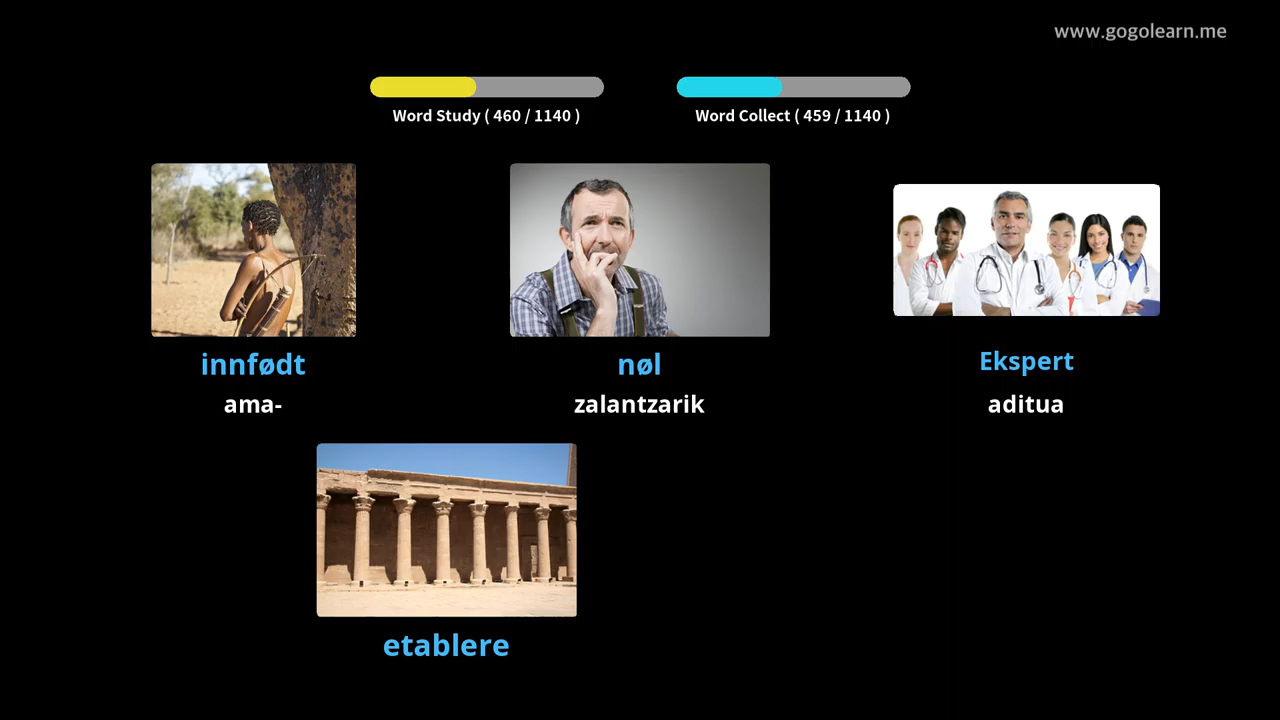 www.gogolearn.me
Word Study ( 460 / 1140 )
Word Collect ( 459 / 1140 )
innfødt
ama-
nøl
zalantzarik
Ekspert
aditua
etablere